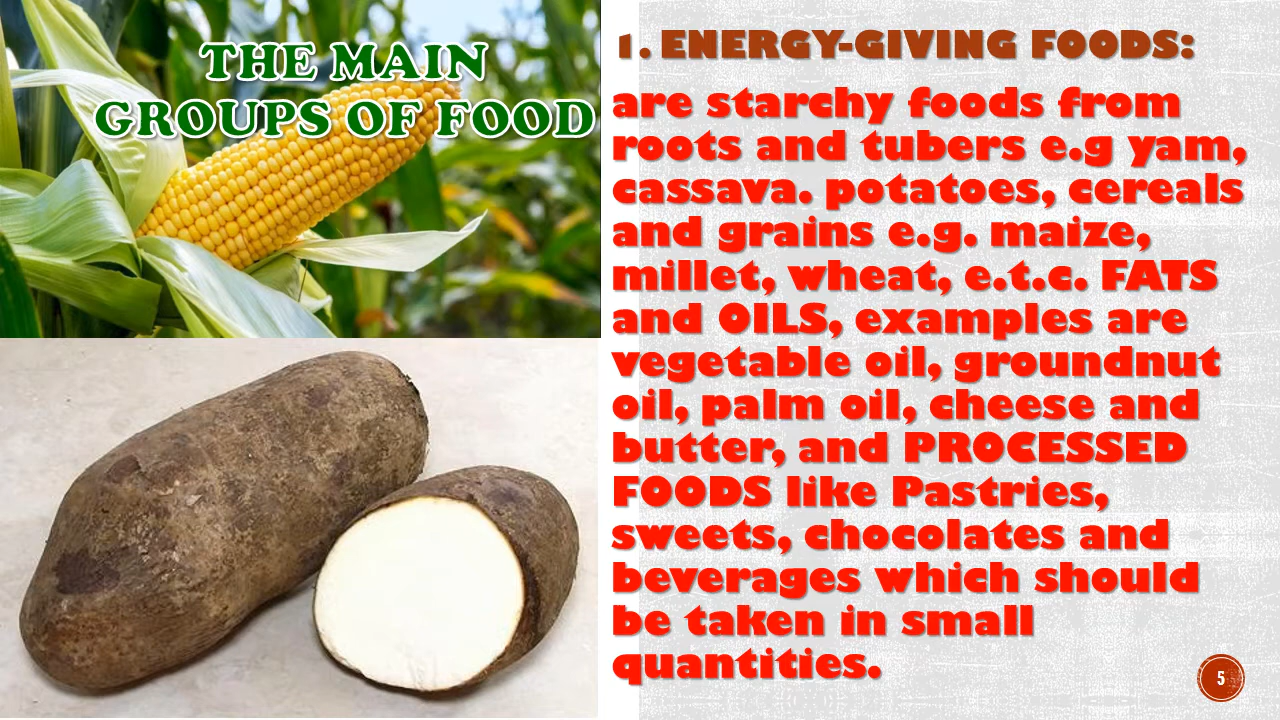 THE MAIN
GROUPS OF FOOD
1. ENERGY-GIVING FOODS:
are starchy foods from
roots and tubers e.g yam,
cassava. potatoes, cereals
and grains e.g. maize,
millet, wheat, e.t.c. FATS
and OILS, examples are
vegetable oil, groundnut
oil, palm oil, cheese and
butter, and PROCESSED
FOODS like Pastries,
sweets, chocolates and
beverages which should
be taken in small
quantities.
5